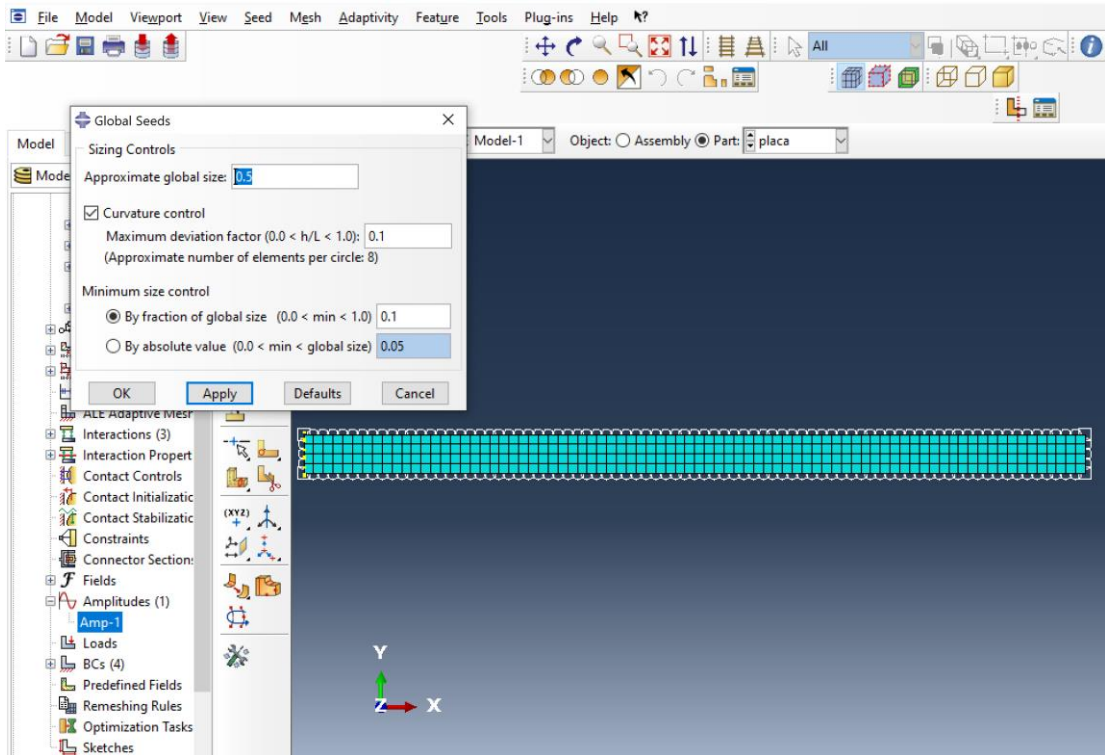 File Model Viewport View Seed Mesh Adaptivity Feature Tools Plug-ins Help
All
Global Seeds
Model
Model-1 Object: Assembly Part: placa
Sizing Controls
Mode
Approximate global size: 0.5
Curvature control
Maximum deviation factor (0.0 < h/L < 1.0): 0.1
(Approximate number of elements per circle: 8)
Minimum size control
By fraction of global size (0.0 < min < 1.0) 0.1
By absolute value (0.0 < min < global size) 0.05
OK Apply Defaults Cancel
ALE Adaptive Mesh
Interactions (3)
Interaction Propert
Contact Controls
Contact Initializatic
Contact Stabilizatic
Constraints
Connector Section:
Fields
Amplitudes (1)
Amp-1
Loads
BCs (4)
Predefined Fields
Remeshing Rules
Optimization Tasks
Sketches
(XYZ)
Y
Z X